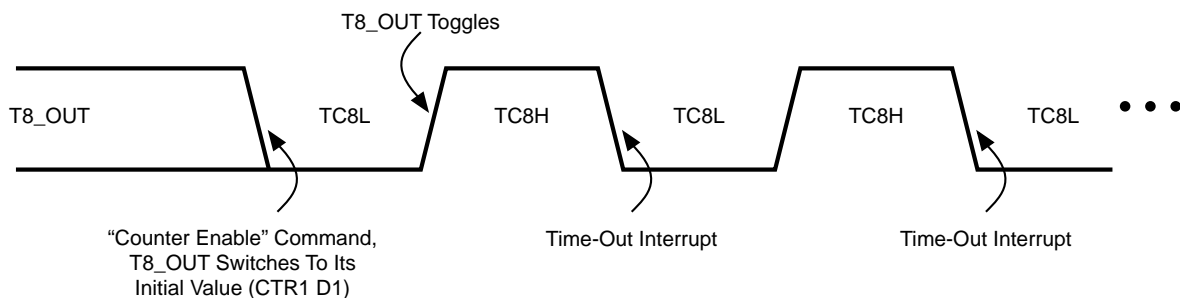 T8_OUT Toggles
T8_OUT
TC8L
TC8H
TC8L
TC8H
TC8L
“Counter Enable” Command,
T8_OUT Switches To Its
Initial Value (CTR1 D1)
Time-Out Interrupt
Time-Out Interrupt